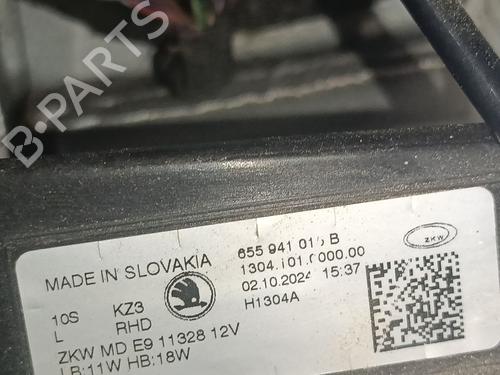 B-PARTS
MADE IN SLOVAKIA 655 941 015 B
1304.101.0000.00
ZKW
02.10.2024 15:37
10S KZ3
H1304A
L RHD
ZKW MD E9 11328 12V
LB:11W HB:18W